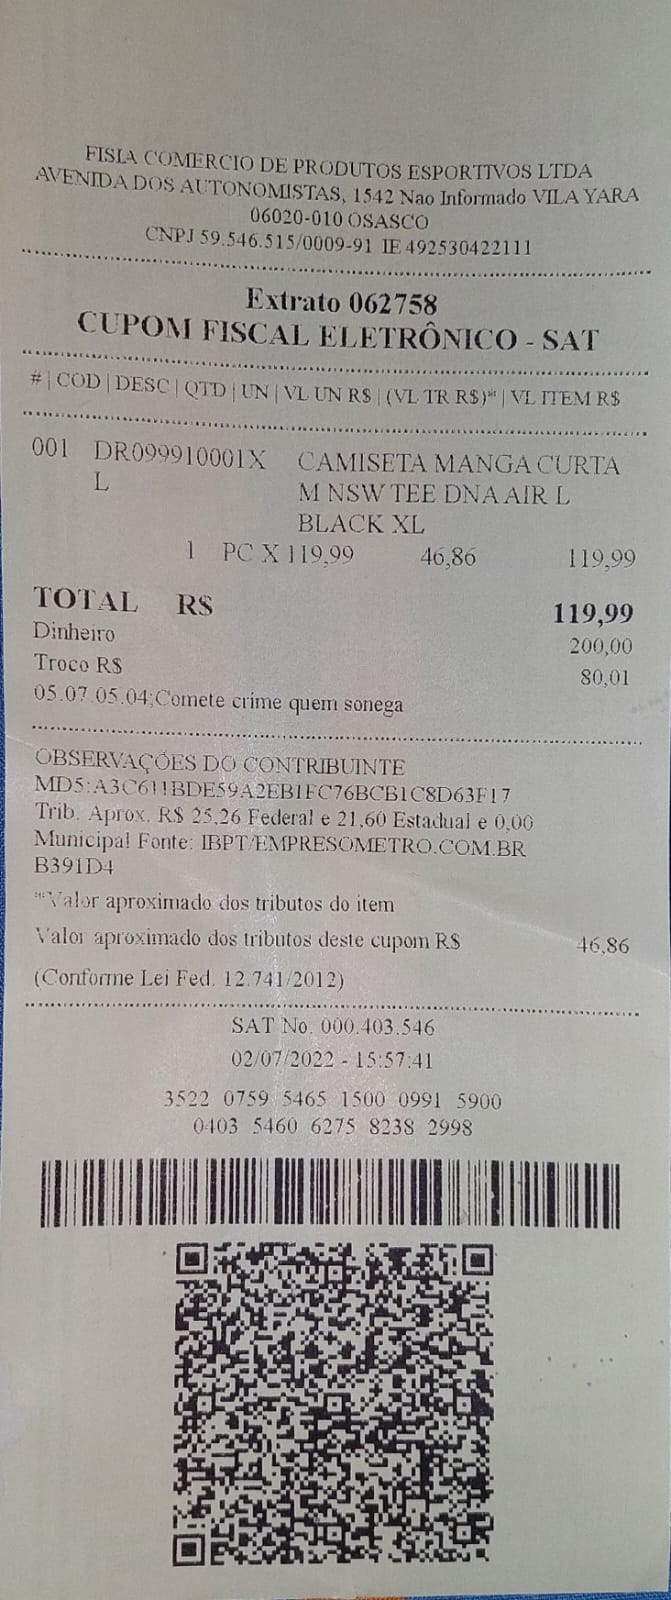 FISIA COMERCIO DE PRODUTOS ESPORTIVOS LTDA
AVENIDA DOS AUTONOMISTAS, 1542 Nao Informado VILA YARA
06020-010 OSASCO
CNPJ 59.546.515/0009-91 IE 492530422111
Extrato 062758
CUPOM FISCAL ELETRÔNICO - SAT
# | COD | DESC | QTD | UN | VL UN R$ | (VL TR R$)* | VL ITEM R$
001 DR099910001X CAMISETA MANGA CURTA
L M NSW TEE DNA AIR L
BLACK XL
1 PC X 119,99 46,86 119,99
TOTAL R$ 119,99
Dinheiro 200,00
Troco R$ 80,01
05.07.05.04;Comete crime quem sonega
OBSERVAÇÕES DO CONTRIBUINTE
MD5:A3C611BDE59A2EB1FC76BCB1C8D63F17
Trib. Aprox. R$ 25,26 Federal e 21,60 Estadual e 0,00
Municipal Fonte: IBPT/EMPRESOMETRO.COM.BR
B391D4
*Valor aproximado dos tributos do item
Valor aproximado dos tributos deste cupom R$ 46,86
(Conforme Lei Fed. 12.741/2012)
SAT No. 000.403.546
02/07/2022 - 15:57:41
3522 0759 5465 1500 0991 5900
0403 5460 6275 8238 2998